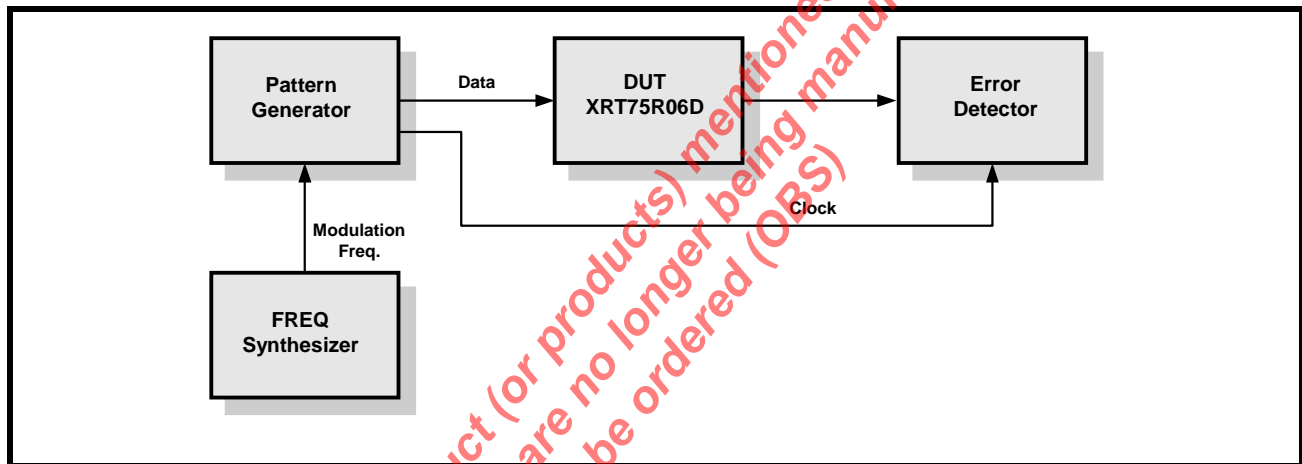 Pattern
Generator
Data
DUT
XRT75R06D
Error
Detector
Clock
Modulation
Freq.
FREQ
Synthesizer
uct (or products) mentioned
are no longer being manu
be ordered (OBS)